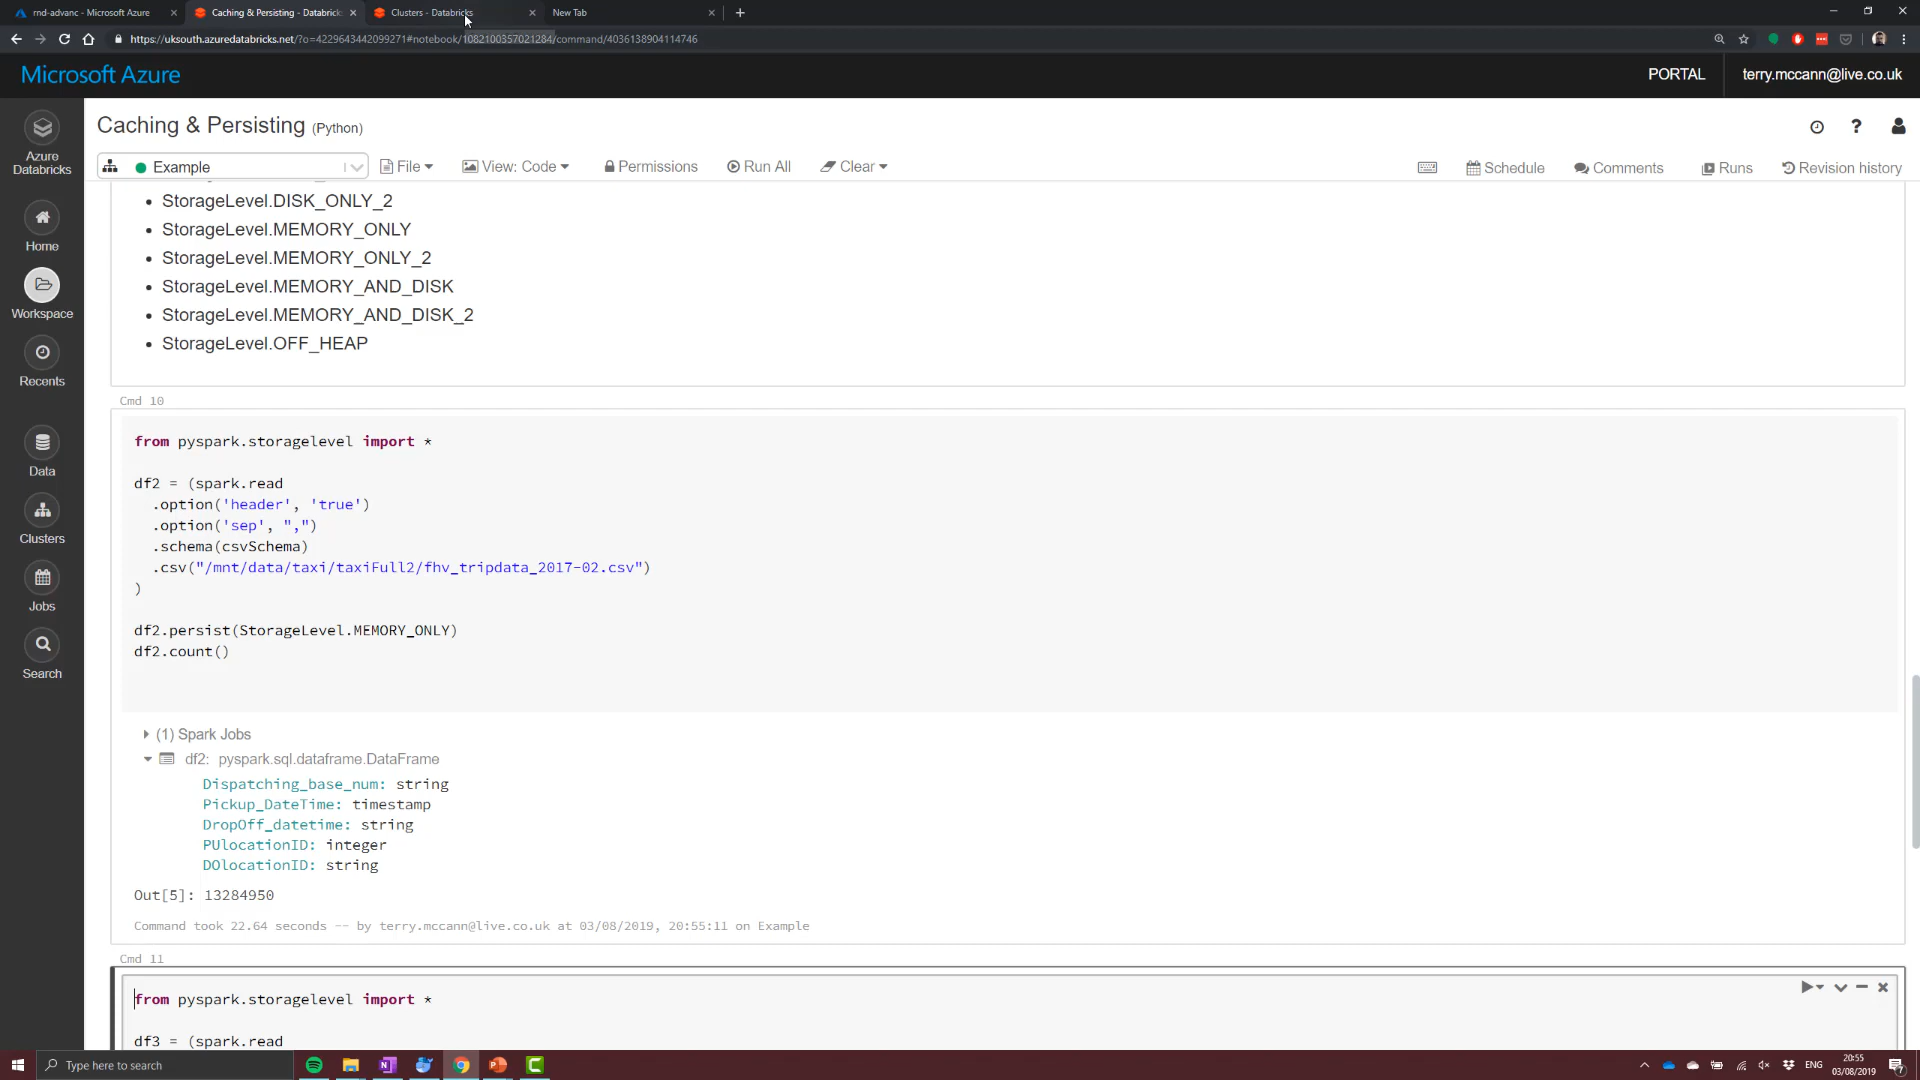 rnd-advanc - Microsoft Azure
Caching & Persisting - Databricks
Clusters - Databricks
New Tab
https://uksouth.azuredatabricks.net/?o=4229643442099271#notebook/1082100357021284/command/4036138904114746
Microsoft Azure
PORTAL
terry.mccann@live.co.uk
Azure
Databricks
Home
Workspace
Recents
Data
Clusters
Jobs
Search
Caching & Persisting (Python)
Example
File
View: Code
Permissions
Run All
Clear
Schedule
Comments
Runs
Revision history
StorageLevel.DISK_ONLY_2
StorageLevel.MEMORY_ONLY
StorageLevel.MEMORY_ONLY_2
StorageLevel.MEMORY_AND_DISK
StorageLevel.MEMORY_AND_DISK_2
StorageLevel.OFF_HEAP
Cmd 10
from pyspark.storagelevel import *
df2 = (spark.read
.option('header', 'true')
.option('sep', ",")
.schema(csvSchema)
.csv("/mnt/data/taxi/taxiFull2/fhv_tripdata_2017-02.csv")
)
df2.persist(StorageLevel.MEMORY_ONLY)
df2.count()
(1) Spark Jobs
df2: pyspark.sql.dataframe.DataFrame
Dispatching_base_num: string
Pickup_DateTime: timestamp
DropOff_datetime: string
PUlocationID: integer
DOlocationID: string
Out[5]: 13284950
Command took 22.64 seconds -- by terry.mccann@live.co.uk at 03/08/2019, 20:55:11 on Example
Cmd 11
from pyspark.storagelevel import *
df3 = (spark.read
Type here to search
ENG
20:55
03/08/2019